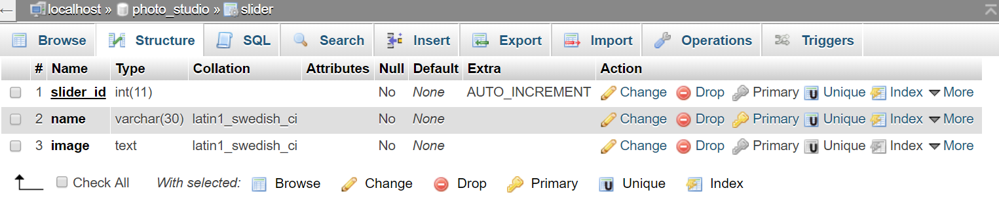 localhost » photo_studio » slider
Browse Structure SQL Search Insert Export Import Operations Triggers
# Name Type Collation Attributes Null Default Extra Action
1 slider_id int(11) No None AUTO_INCREMENT Change Drop Primary Unique Index More
2 name varchar(30) latin1_swedish_ci No None Change Drop Primary Unique Index More
3 image text latin1_swedish_ci No None Change Drop Primary Unique Index More
Check All With selected: Browse Change Drop Primary Unique Index